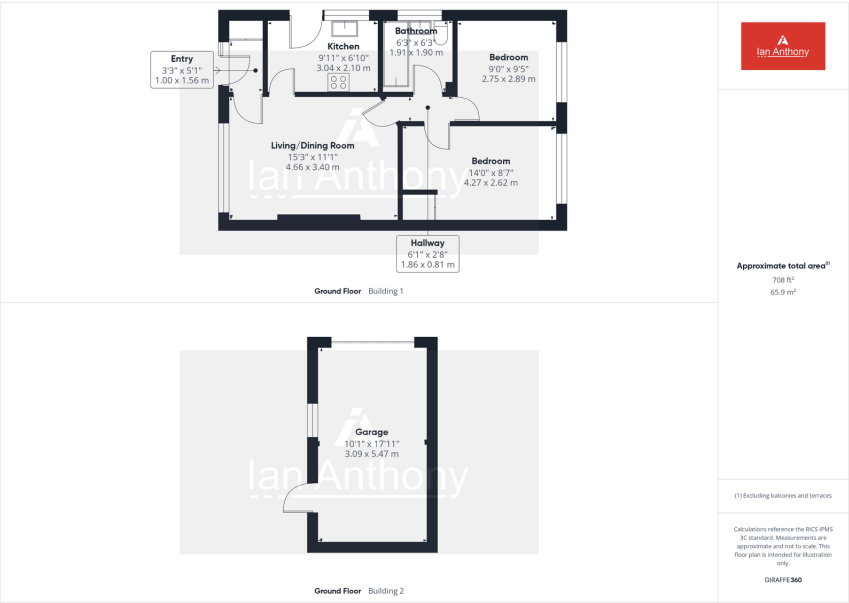 Entry
3'3" x 5'1"
1.00 x 1.56 m
Kitchen
9'11" x 6'10"
3.04 x 2.10 m
Bathroom
6'3" x 6'3"
1.91 x 1.90 m
Bedroom
9'0" x 9'5"
2.75 x 2.89 m
Living/Dining Room
15'3" x 11'1"
4.66 x 3.40 m
Bedroom
14'0" x 8'7"
4.27 x 2.62 m
Ian Anthony
Hallway
6'1" x 2'8"
1.86 x 0.81 m
Ground Floor Building 1
Garage
10'1" x 17'11"
3.09 x 5.47 m
Ian Anthony
Ground Floor Building 2
Ian Anthony
Approximate total area(1)
708 ft²
65.9 m²
(1) Excluding balconies and terraces
Calculations reference the RICS IPMS
3C standard. Measurements are
approximate and not to scale. This
floor plan is intended for illustration
only.
GIRAFFE360